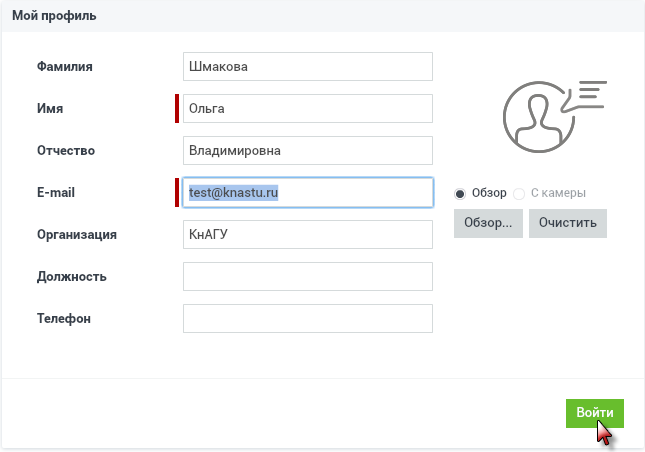 Мой профиль
Фамилия Шмакова
Имя Ольга
Отчество Владимировна
E-mail test@knastu.ru
Обзор С камеры
Обзор... Очистить
Организация КнАГУ
Должность
Телефон
Войти